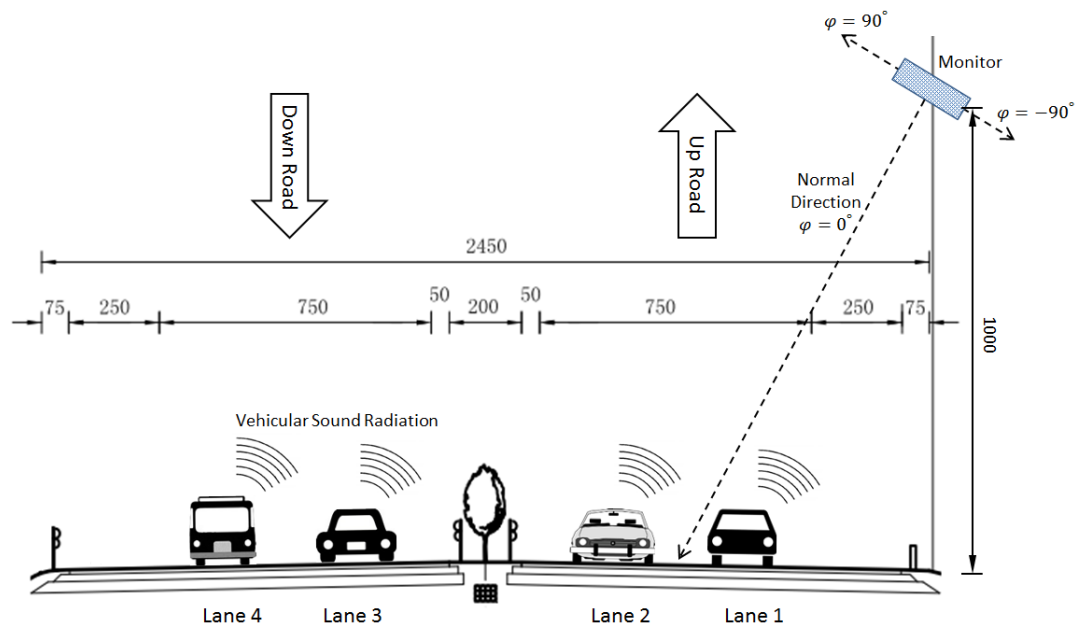 φ = 90°
Monitor
φ = −90°
Down Road
Up Road
Normal
Direction
φ = 0°
2450
75
250
750
50
200
50
750
250
75
1000
Vehicular Sound Radiation
Lane 4
Lane 3
Lane 2
Lane 1